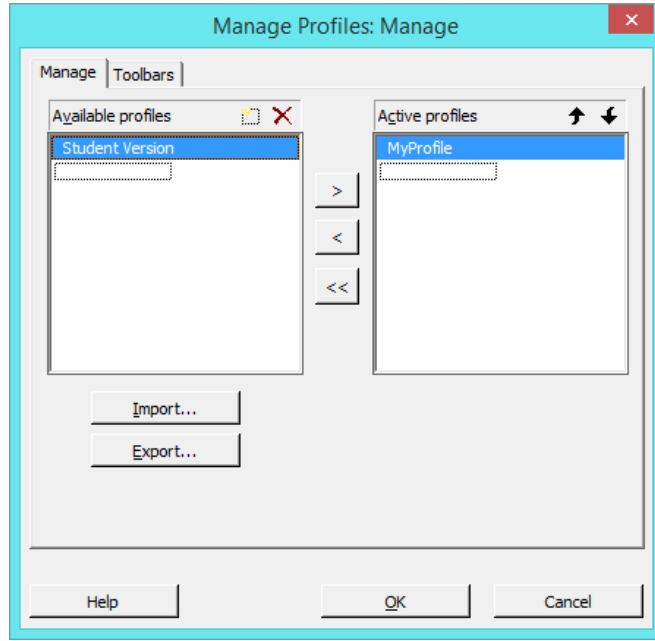 Manage Profiles: Manage
Manage
Toolbars
Available profiles
Active profiles
Student Version
MyProfile
>
<
<<
Import...
Export...
Help
OK
Cancel